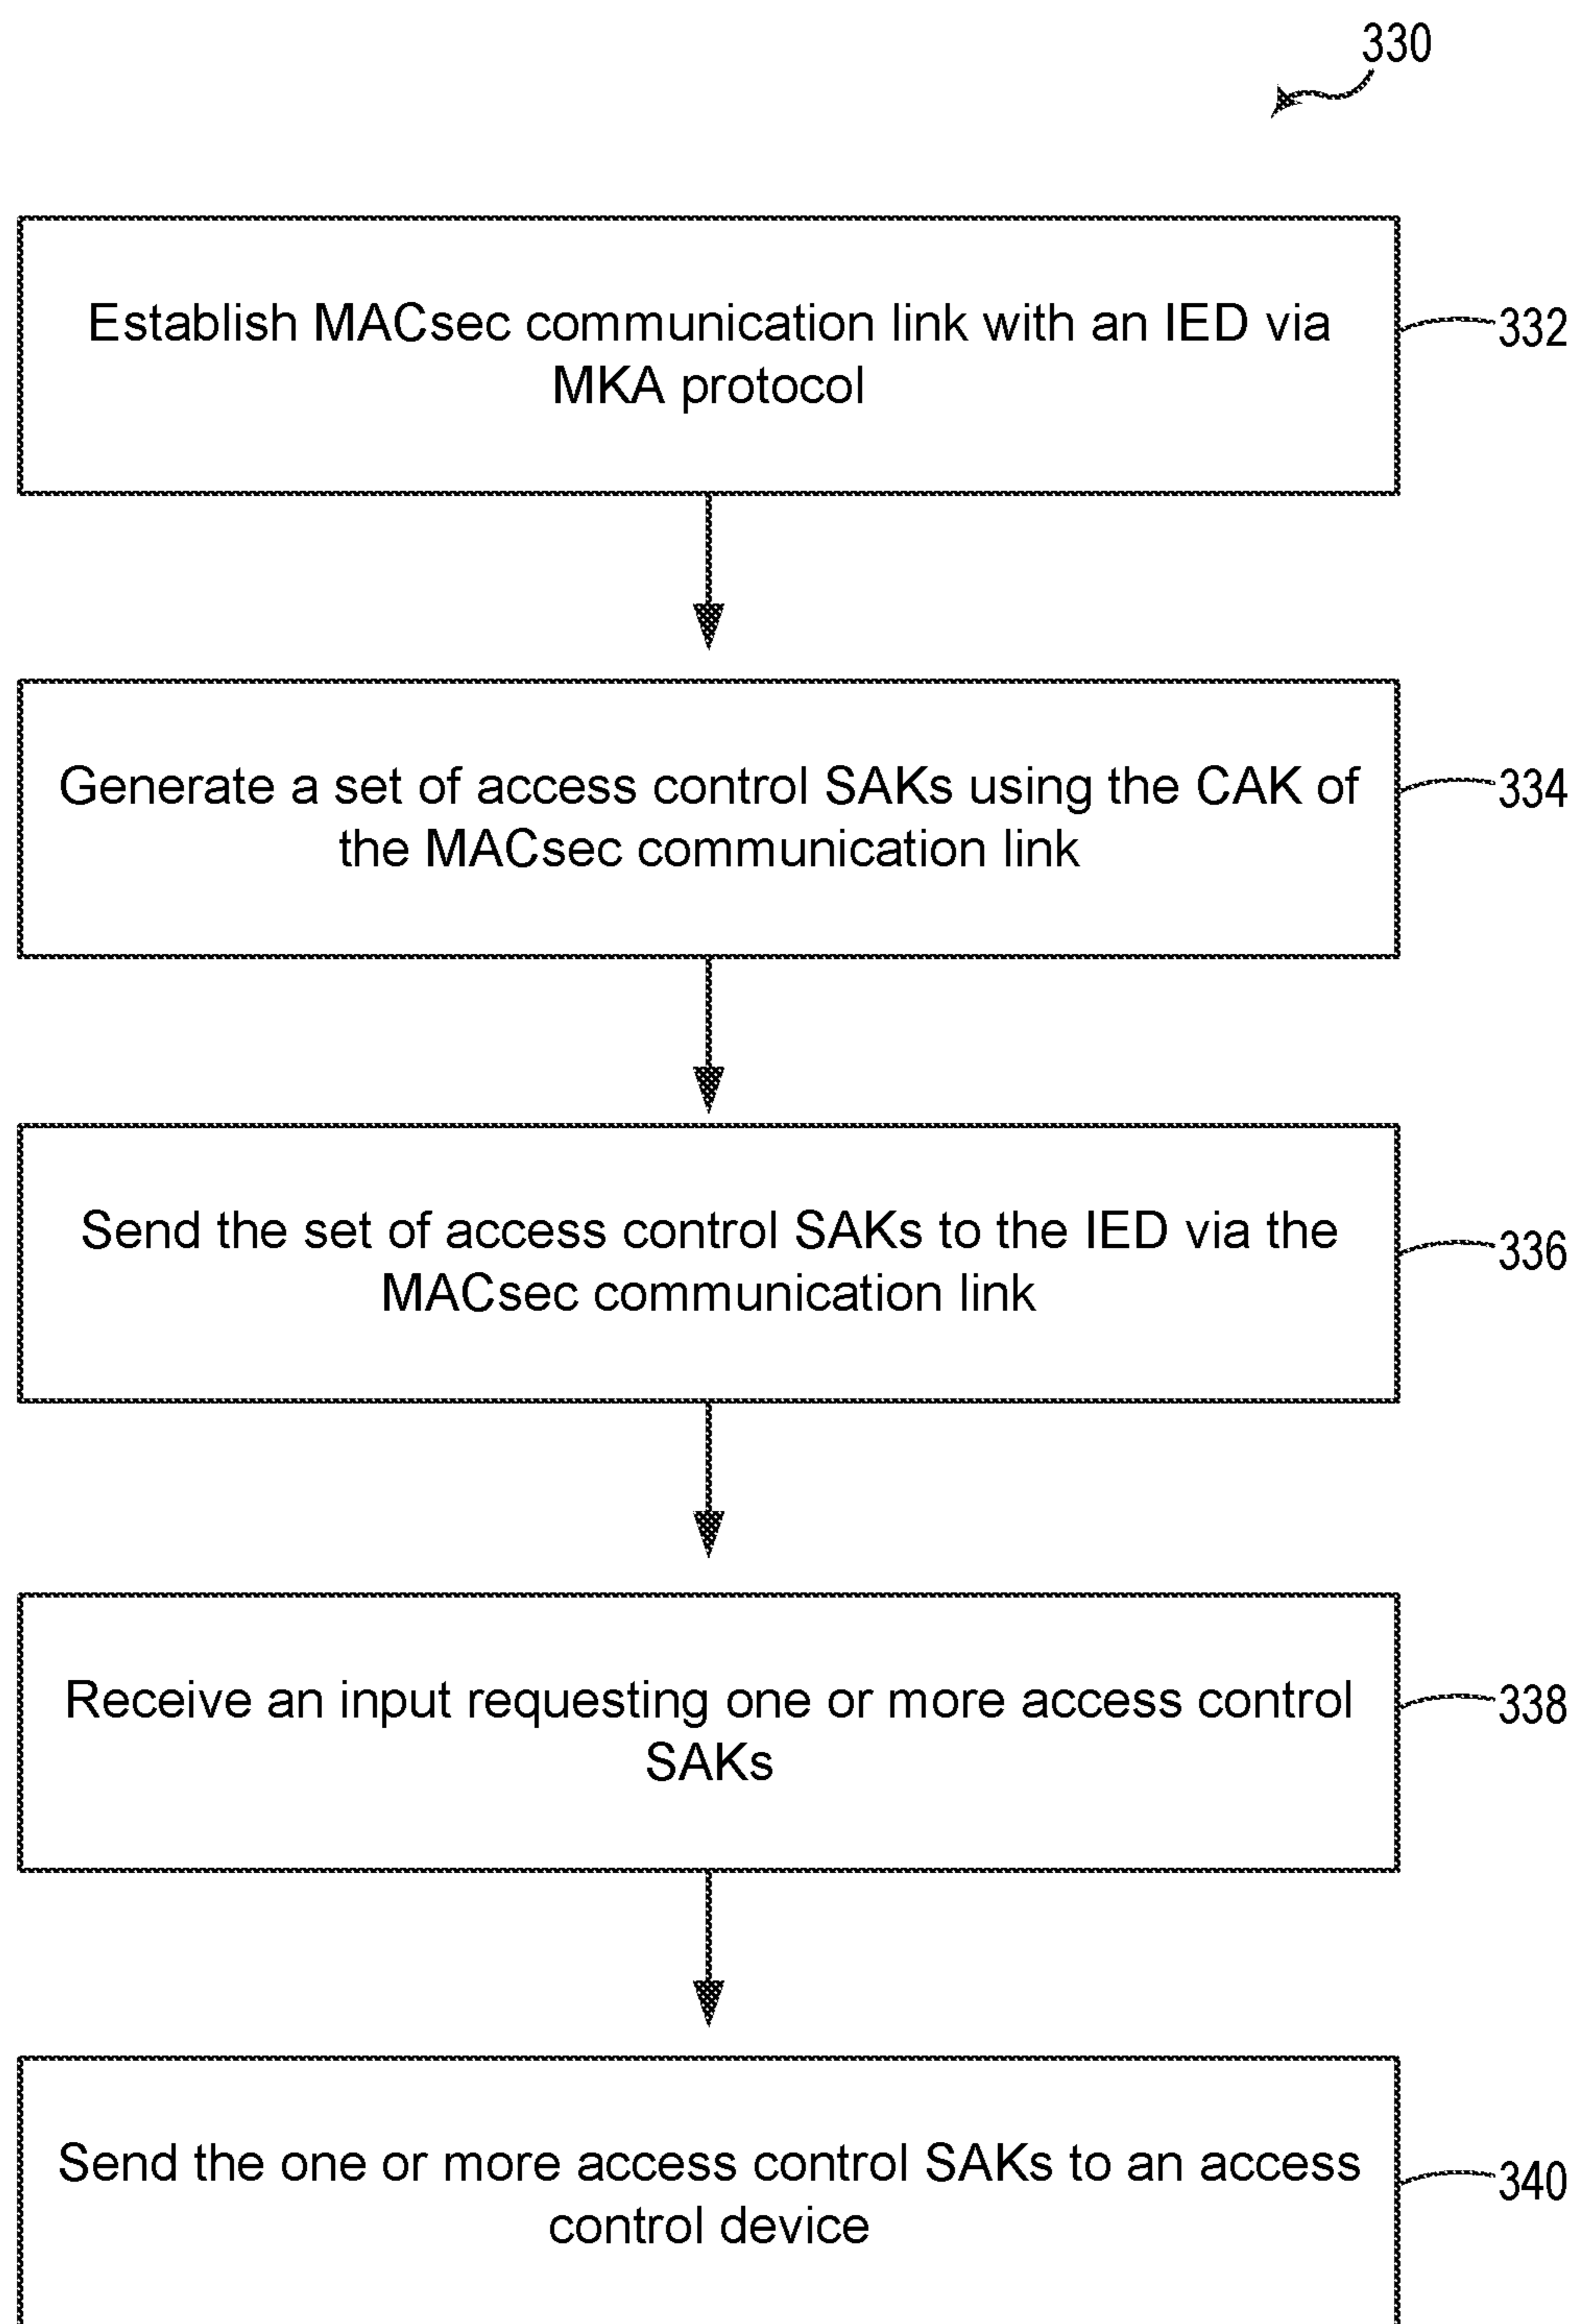 330
Establish MACsec communication link with an IED via
MKA protocol
332
Generate a set of access control SAKs using the CAK of
the MACsec communication link
334
Send the set of access control SAKs to the IED via the
MACsec communication link
336
Receive an input requesting one or more access control
SAKs
338
Send the one or more access control SAKs to an access
control device
340